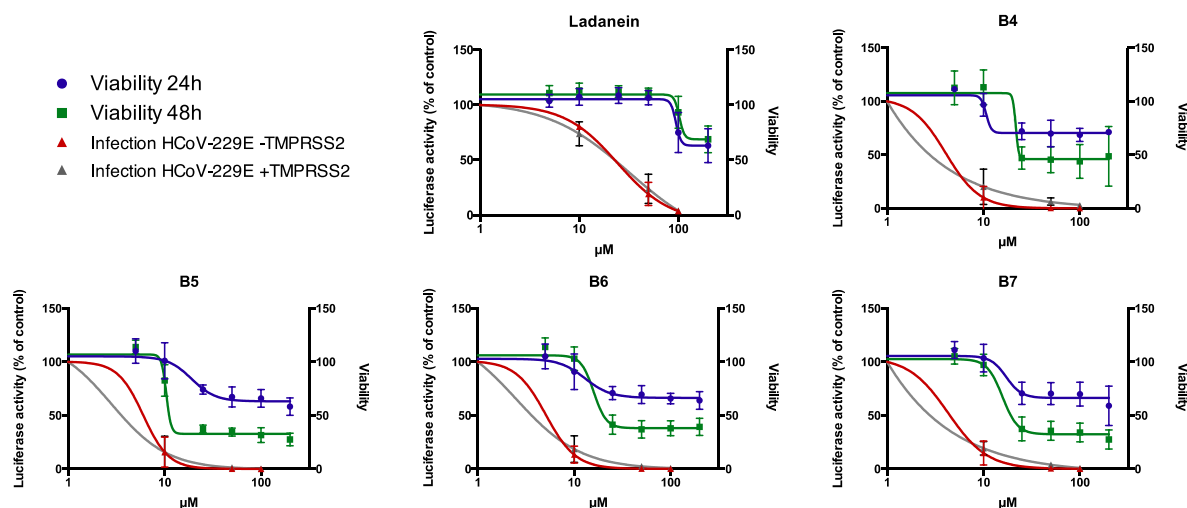 Viability 24h
Viability 48h
Infection HCoV-229E -TMPRSS2
Infection HCoV-229E +TMPRSS2
Ladanein
Luciferase activity (% of control)
150
100
50
0
1
10
100
µM
150
100
50
0
Viability
B4
Luciferase activity (% of control)
150
100
50
0
1
10
100
µM
150
100
50
0
Viability
B5
Luciferase activity (% of control)
150
100
50
0
1
10
100
µM
150
100
50
0
Viability
B6
Luciferase activity (% of control)
150
100
50
0
1
10
100
µM
150
100
50
0
Viability
B7
Luciferase activity (% of control)
150
100
50
0
1
10
100
µM
150
100
50
0
Viability